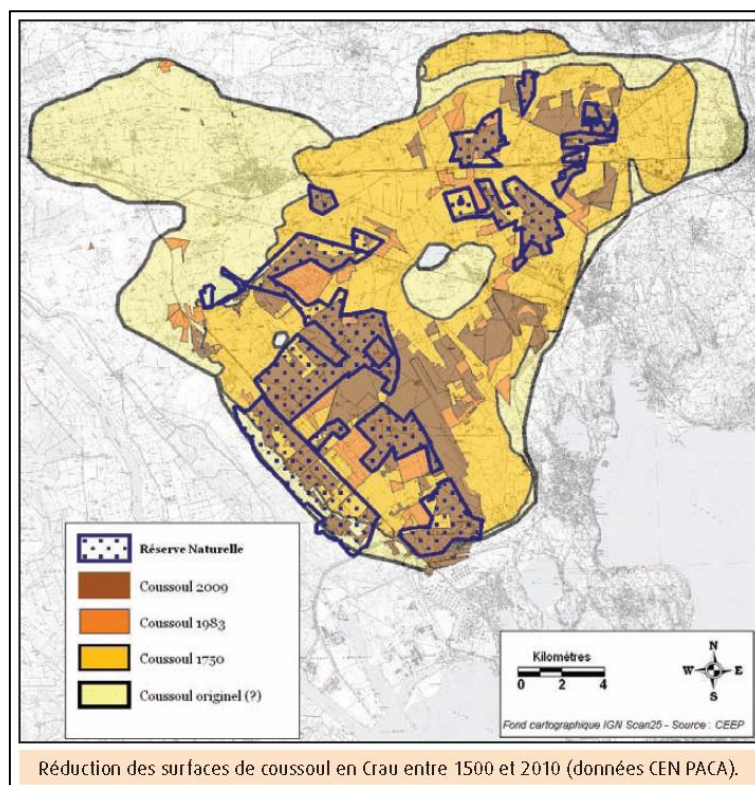 Réserve Naturelle
Coussoul 2009
Coussoul 1983
Coussoul 1750
Coussoul originel (?)
Kilomètres
0 2 4
N
W E
S
Fond cartographique IGN Scan25 - Source : CEEP
Réduction des surfaces de coussoul en Crau entre 1500 et 2010 (données CEN PACA).